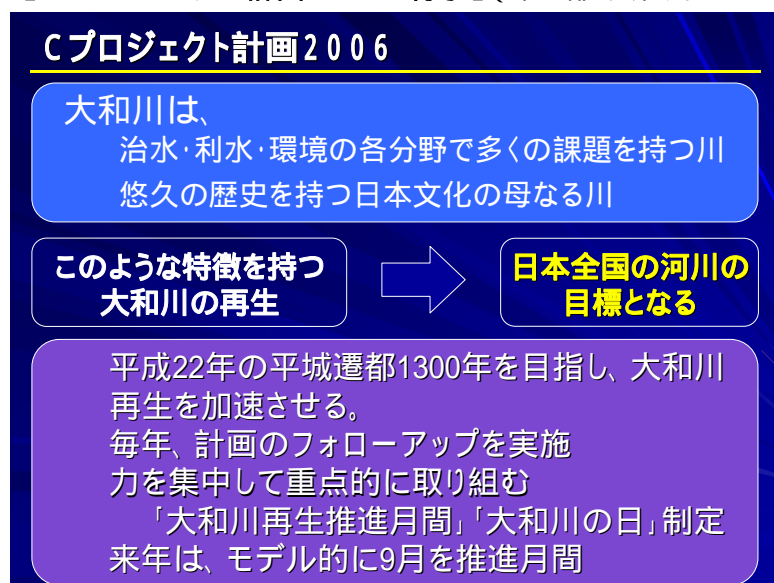 Cプロジェクト計画2006
大和川は、
治水・利水・環境の各分野で多くの課題を持つ川
悠久の歴史を持つ日本文化の母なる川
このような特徴を持つ
大和川の再生
日本全国の河川の
目標となる
平成22年の平城遷都1300年を目指し、大和川
再生を加速させる。
毎年、計画のフォローアップを実施
力を集中して重点的に取り組む
「大和川再生推進月間」「大和川の日」制定
来年は、モデル的に9月を推進月間